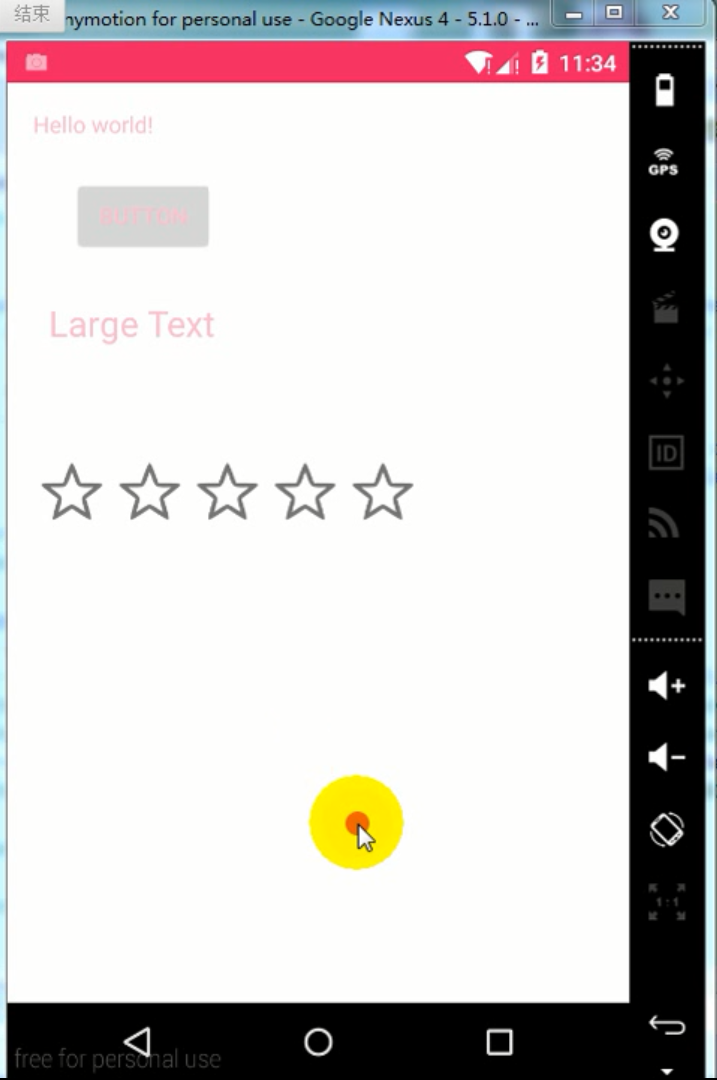 结束
nymotion for personal use - Google Nexus 4 - 5.1.0 - ...
11:34
Hello world!
GPS
BUTTON
Large Text
ID
1:1
free for personal use